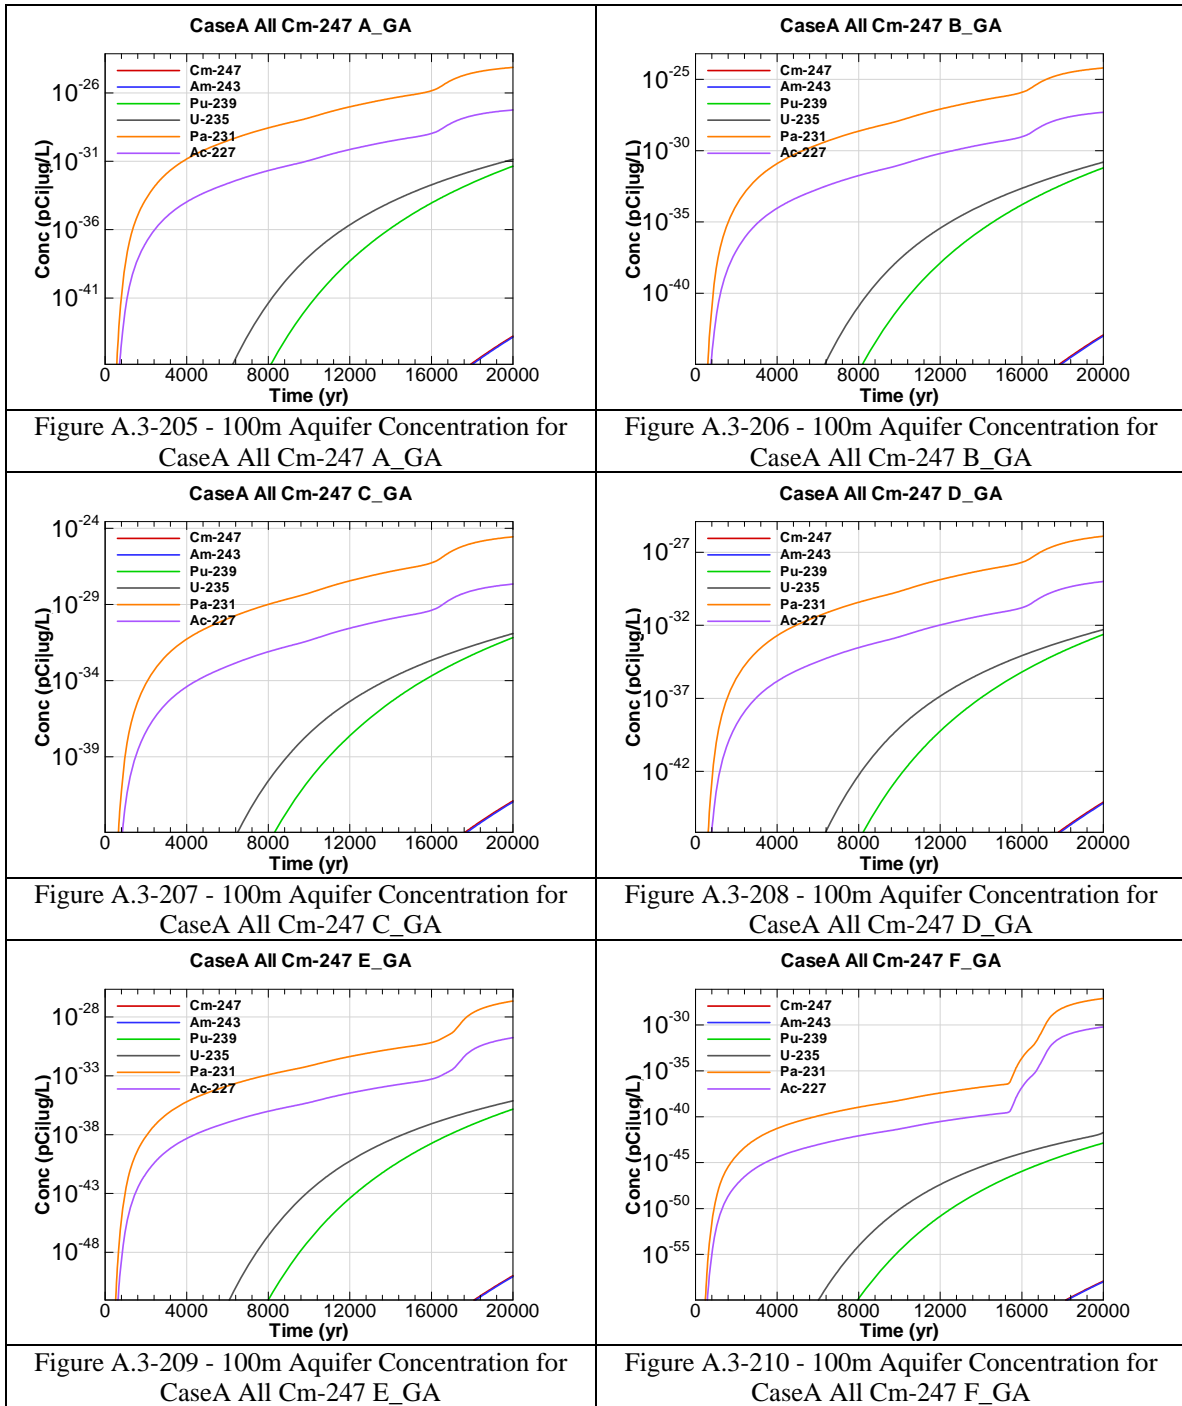 CaseA All Cm-247 A_GA
Cm-247
Am-243
Pu-239
U-235
Pa-231
Ac-227
10-26
10-31
10-36
10-41
Conc (pCi|ug/L)
0 4000 8000 12000 16000 20000
Time (yr)
Figure A.3-205 - 100m Aquifer Concentration for
CaseA All Cm-247 A_GA
CaseA All Cm-247 B_GA
Cm-247
Am-243
Pu-239
U-235
Pa-231
Ac-227
10-25
10-30
10-35
10-40
Conc (pCi|ug/L)
0 4000 8000 12000 16000 20000
Time (yr)
Figure A.3-206 - 100m Aquifer Concentration for
CaseA All Cm-247 B_GA
CaseA All Cm-247 C_GA
Cm-247
Am-243
Pu-239
U-235
Pa-231
Ac-227
10-24
10-29
10-34
10-39
Conc (pCi|ug/L)
0 4000 8000 12000 16000 20000
Time (yr)
Figure A.3-207 - 100m Aquifer Concentration for
CaseA All Cm-247 C_GA
CaseA All Cm-247 D_GA
Cm-247
Am-243
Pu-239
U-235
Pa-231
Ac-227
10-27
10-32
10-37
10-42
Conc (pCi|ug/L)
0 4000 8000 12000 16000 20000
Time (yr)
Figure A.3-208 - 100m Aquifer Concentration for
CaseA All Cm-247 D_GA
CaseA All Cm-247 E_GA
Cm-247
Am-243
Pu-239
U-235
Pa-231
Ac-227
10-28
10-33
10-38
10-43
10-48
Conc (pCi|ug/L)
0 4000 8000 12000 16000 20000
Time (yr)
Figure A.3-209 - 100m Aquifer Concentration for
CaseA All Cm-247 E_GA
CaseA All Cm-247 F_GA
Cm-247
Am-243
Pu-239
U-235
Pa-231
Ac-227
10-30
10-35
10-40
10-45
10-50
10-55
Conc (pCi|ug/L)
0 4000 8000 12000 16000 20000
Time (yr)
Figure A.3-210 - 100m Aquifer Concentration for
CaseA All Cm-247 F_GA